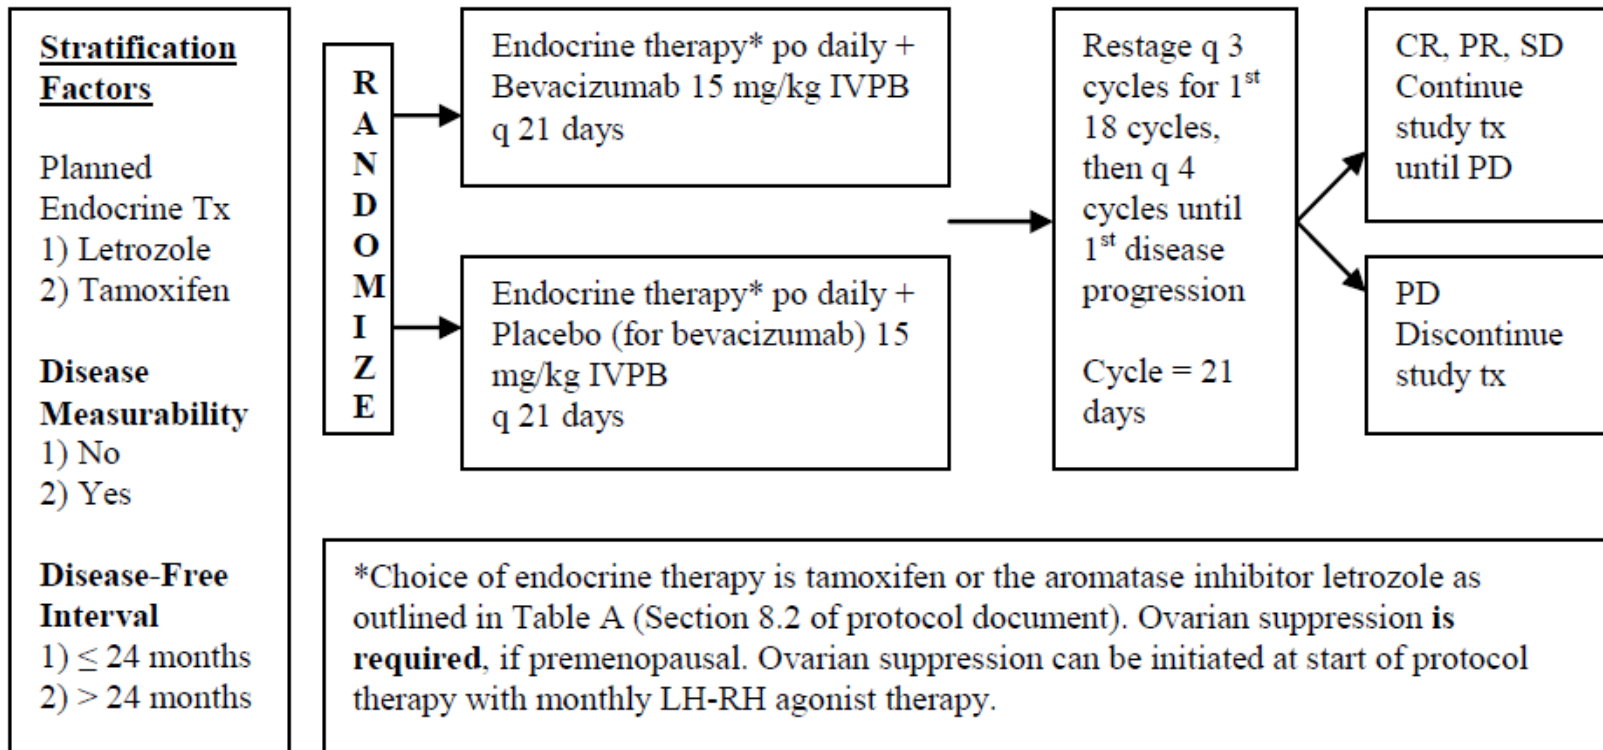 Stratification
Factors
Planned
Endocrine Tx
1) Letrozole
2) Tamoxifen
Disease
Measurability
1) No
2) Yes
Disease-Free
Interval
1) ≤ 24 months
2) > 24 months
R
A
N
D
O
M
I
Z
E
Endocrine therapy* po daily +
Bevacizumab 15 mg/kg IVPB
q 21 days
Endocrine therapy* po daily +
Placebo (for bevacizumab) 15
mg/kg IVPB
q 21 days
Restage q 3
cycles for 1st
18 cycles,
then q 4
cycles until
1st disease
progression
Cycle = 21
days
CR, PR, SD
Continue
study tx
until PD
PD
Discontinue
study tx
*Choice of endocrine therapy is tamoxifen or the aromatase inhibitor letrozole as
outlined in Table A (Section 8.2 of protocol document). Ovarian suppression is
required, if premenopausal. Ovarian suppression can be initiated at start of protocol
therapy with monthly LH-RH agonist therapy.